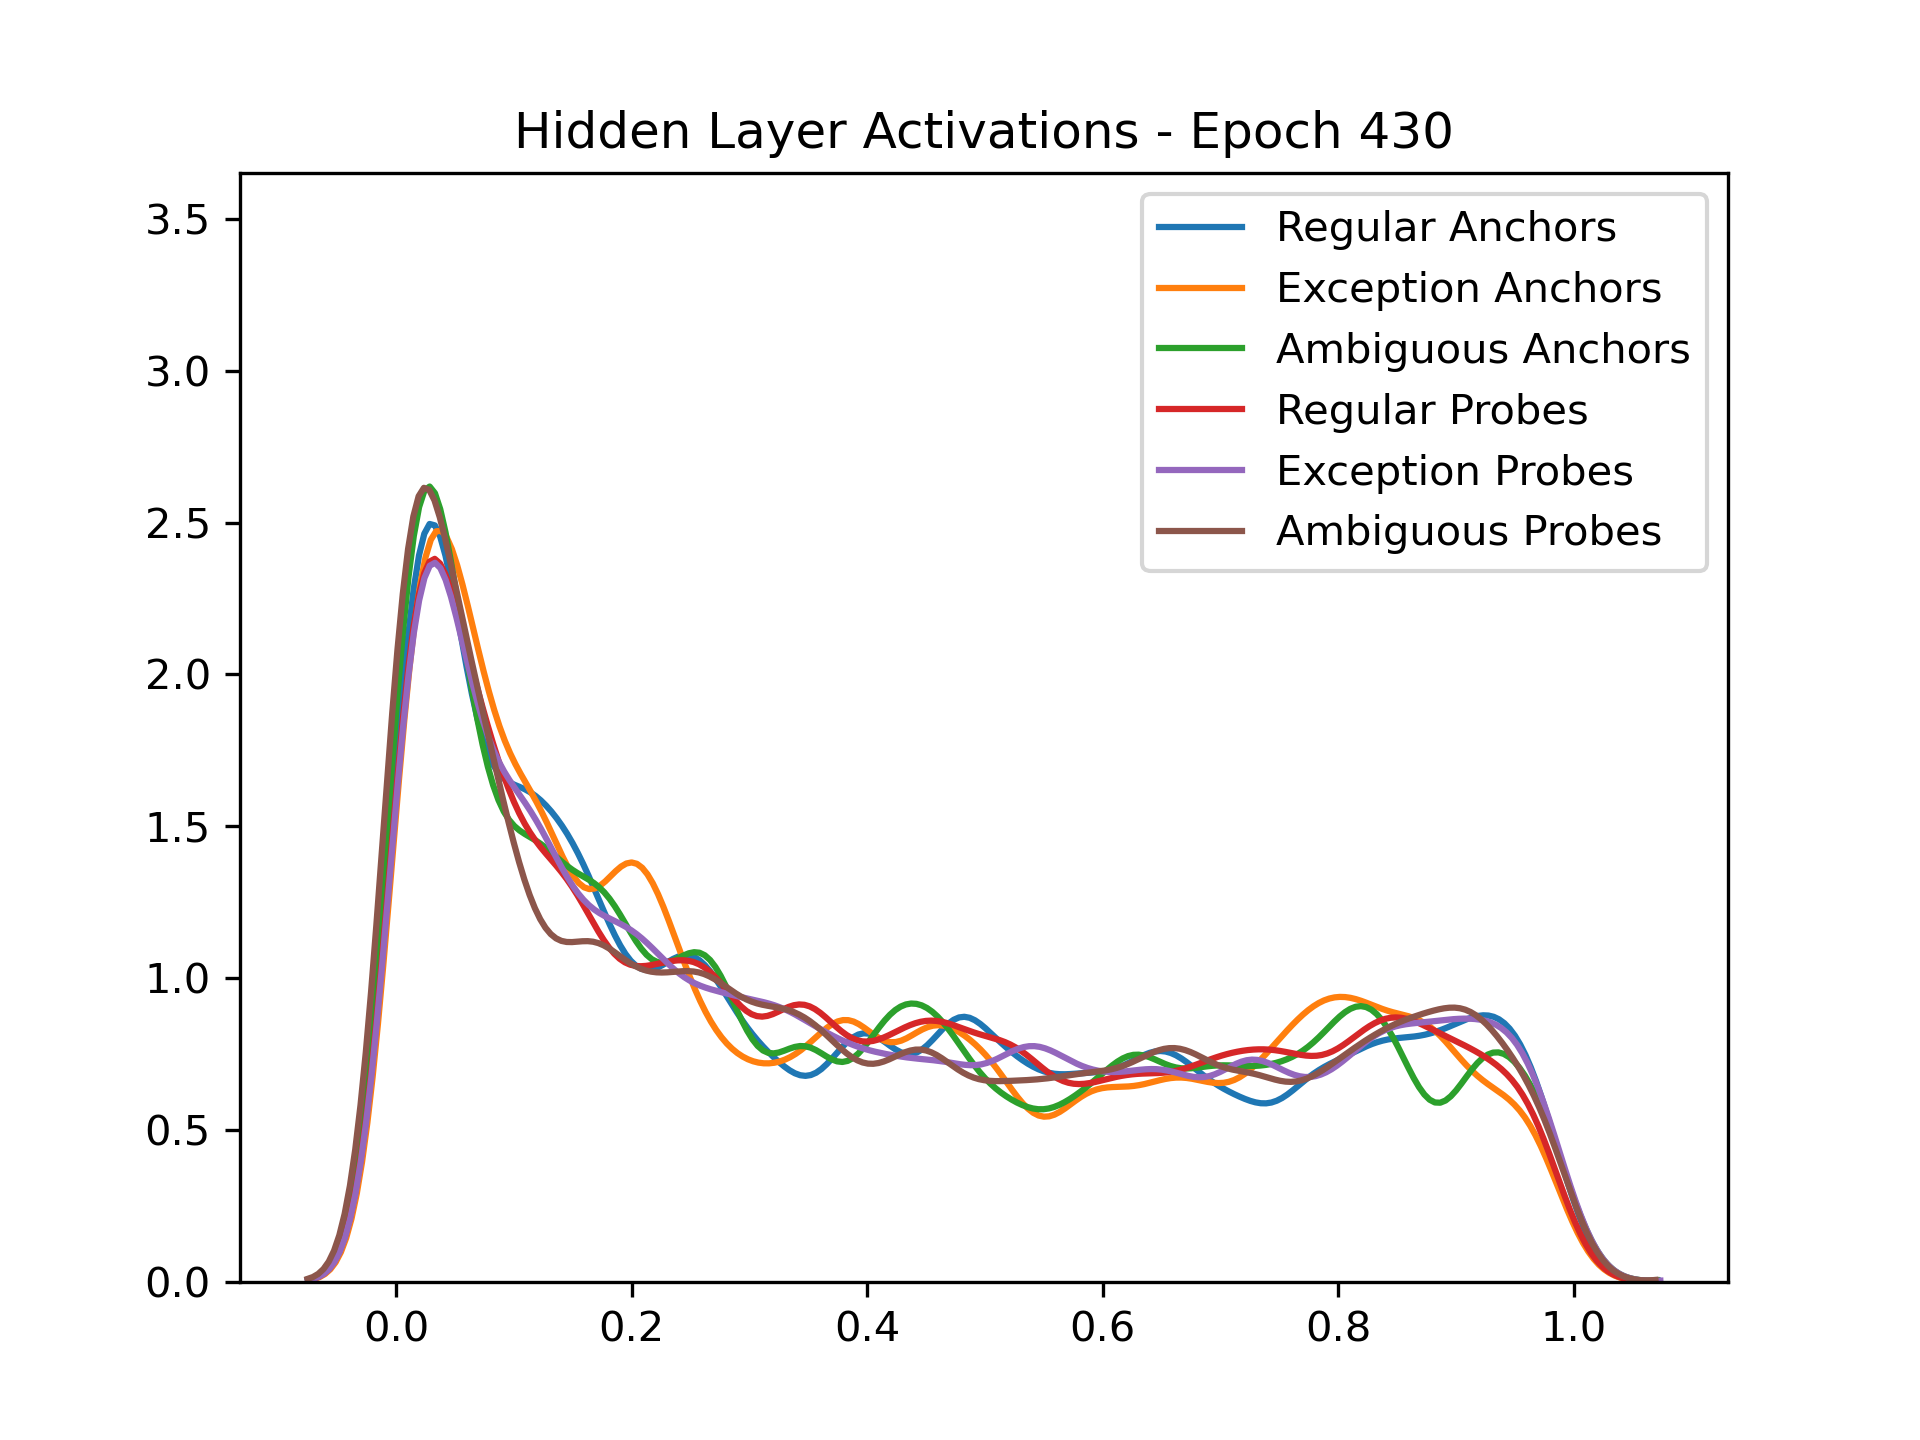 Hidden Layer Activations - Epoch 430
3.5
3.0
2.5
2.0
1.5
1.0
0.5
0.0
Regular Anchors
Exception Anchors
Ambiguous Anchors
Regular Probes
Exception Probes
Ambiguous Probes
0.0 0.2 0.4 0.6 0.8 1.0